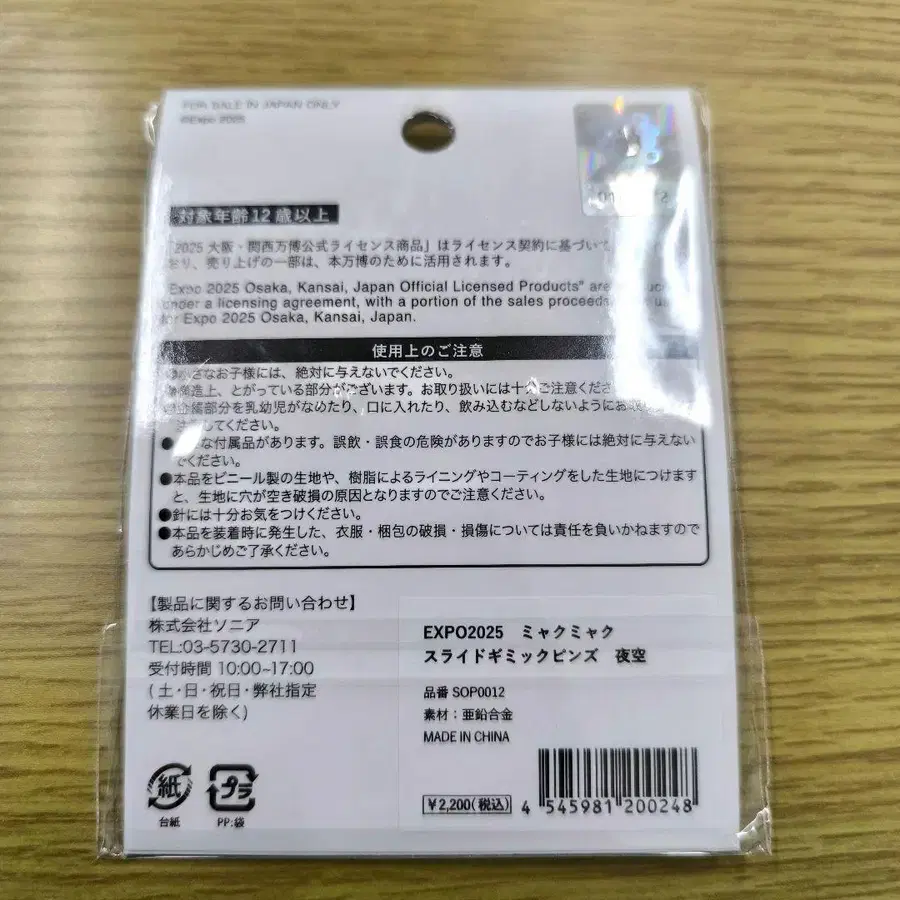 FOR SALE IN JAPAN ONLY
©Expo 2025
対象年齢12歳以上
「2025 大阪・関西万博公式ライセンス商品」はライセンス契約に基づいて
おり、売り上げの一部は、本万博のために活用されます。
"Expo 2025 Osaka, Kansai, Japan Official Licensed Products" are
under a licensing agreement, with a portion of the sales proceeds
for Expo 2025 Osaka, Kansai, Japan.
使用上のご注意
●小さなお子様には、絶対に与えないでください。
●構造上、とがっている部分がございます。お取り扱いには十分ご注意くださ
●金属部分を乳幼児がなめたり、口に入れたり、飲み込むなどしないようにお
してください。
● な付属品があります。誤飲・誤食の危険がありますのでお子様には絶対に与えない
でください。
●本品をビニール製の生地や、樹脂によるライニングやコーティングをした生地につけます
と、生地に穴が空き破損の原因となりますのでご注意ください。
●針には十分お気をつけください。
●本品を装着時に発生した、衣服・梱包の破損・損傷については責任を負いかねますので
あらかじめご了承ください。
【製品に関するお問い合わせ】
株式会社ソニア
TEL:03-5730-2711
受付時間 10:00~17:00
(土・日・祝日・弊社指定
休業日を除く)
紙
台紙
プラ
PP:袋
EXPO2025 ミャクミャク
スライドギミックピンズ 夜空
品番 SOP0012
素材：亜鉛合金
MADE IN CHINA
￥2,200(税込)
4 545981 200248